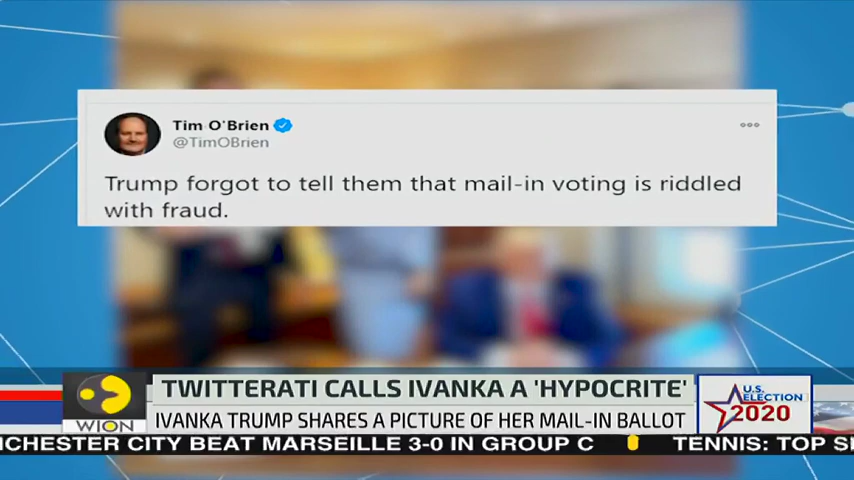 Tim O'Brien
@TimOBrien
Trump forgot to tell them that mail-in voting is riddled
with fraud.
TWITTERATI CALLS IVANKA A 'HYPOCRITE'
IVANKA TRUMP SHARES A PICTURE OF HER MAIL-IN BALLOT
WION
U.S.
ELECTION
2020
NCHESTER CITY BEAT MARSEILLE 3-0 IN GROUP C
TENNIS: TOP S